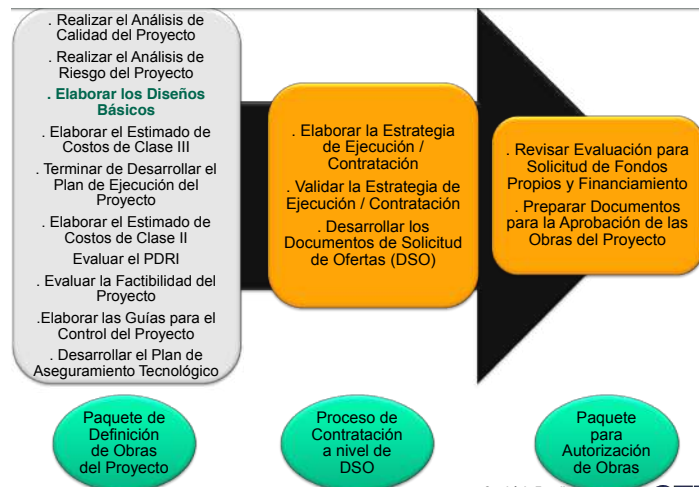 . Realizar el Análisis de
Calidad del Proyecto
. Realizar el Análisis de
Riesgo del Proyecto
. Elaborar los Diseños
Básicos
. Elaborar el Estimado de
Costos de Clase III
. Terminar de Desarrollar el
Plan de Ejecución del
Proyecto
. Elaborar el Estimado de
Costos de Clase II
Evaluar el PDRI
. Evaluar la Factibilidad del
Proyecto
.Elaborar las Guías para el
Control del Proyecto
. Desarrollar el Plan de
Aseguramiento Tecnológico
. Elaborar la Estrategia
de Ejecución /
Contratación
. Validar la Estrategia de
Ejecución / Contratación
. Desarrollar los
Documentos de Solicitud
de Ofertas (DSO)
. Revisar Evaluación para
Solicitud de Fondos
Propios y Financiamiento
. Preparar Documentos
para la Aprobación de las
Obras del Proyecto
Paquete de
Definición
de Obras
del Proyecto
Proceso de
Contratación
a nivel de
DSO
Paquete
para
Autorización
de Obras